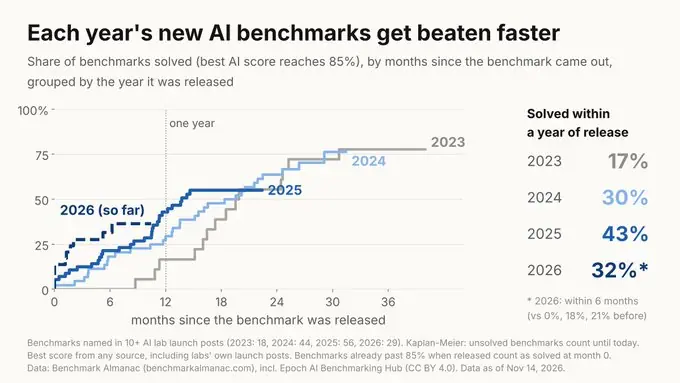 Each year's new AI benchmarks get beaten faster
Share of benchmarks solved (best AI score reaches 85%), by months since the benchmark came out,
grouped by the year it was released
100%
75
50
25
0
one year
2023
2024
2025
2026 (so far)
0
6
12
18
24
30
36
months since the benchmark was released
Solved within
a year of release
2023 17%
2024 30%
2025 43%
2026 32%*
* 2026: within 6 months
(vs 0%, 18%, 21% before)
Benchmarks named in 10+ AI lab launch posts (2023: 18, 2024: 44, 2025: 56, 2026: 29). Kaplan-Meier: unsolved benchmarks count until today.
Best score from any source, including labs' own launch posts. Benchmarks already past 85% when released count as solved at month 0.
Data: Benchmark Almanac (benchmarkalmanac.com), incl. Epoch AI Benchmarking Hub (CC BY 4.0). Data as of Nov 14, 2026.